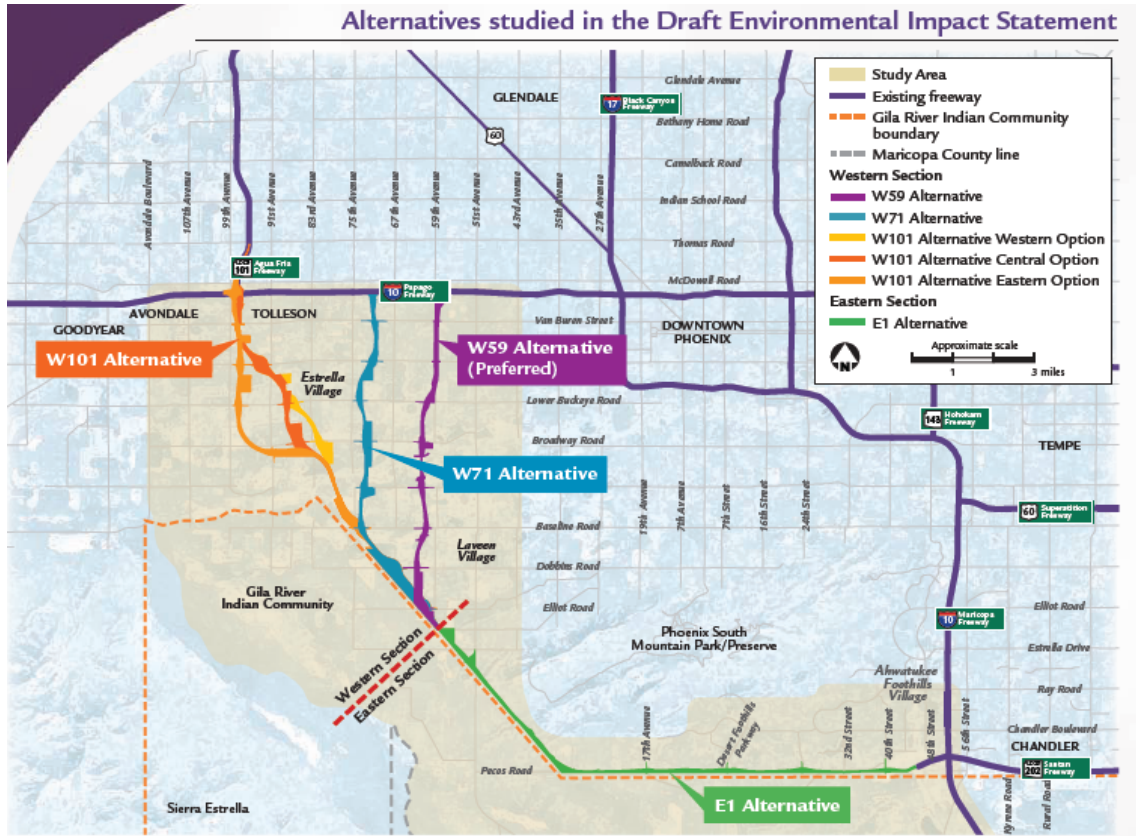 Alternatives studied in the Draft Environmental Impact Statement
Study Area
Existing freeway
Gila River Indian Community
boundary
Maricopa County line
Western Section
W59 Alternative
W71 Alternative
W101 Alternative Western Option
W101 Alternative Central Option
W101 Alternative Eastern Option
Eastern Section
E1 Alternative
N
Approximate scale
1 3 miles
GLENDALE
60
17 Black Canyon
Freeway
Glendale Avenue
Bethany Home Road
Camelback Road
Indian School Road
Thomas Road
McDowell Road
Avondale Boulevard
107th Avenue
99th Avenue
91st Avenue
83rd Avenue
75th Avenue
67th Avenue
59th Avenue
51st Avenue
43rd Avenue
35th Avenue
27th Avenue
LOOP
101
Agua Fria
Freeway
10 Papago
Freeway
GOODYEAR
AVONDALE
TOLLESON
Van Buren Street
DOWNTOWN
PHOENIX
W101 Alternative
W59 Alternative
(Preferred)
Estrella
Village
Lower Buckeye Road
Broadway Road
W71 Alternative
143 Hohokam
Freeway
TEMPE
19th Avenue
7th Avenue
7th Street
16th Street
24th Street
60 Superstition
Freeway
Baseline Road
Laveen
Village
Dobbins Road
Gila River
Indian Community
Elliot Road
Phoenix South
Mountain Park/Preserve
10 Maricopa
Freeway
Elliot Road
Estrella Drive
Western Section
Eastern Section
Ahwatukee
Foothills
Village
Ray Road
17th Avenue
Desert Foothills
Parkway
32nd Street
40th Street
48th Street
56th Street
Chandler Boulevard
CHANDLER
Pecos Road
LOOP
202
Santan
Freeway
E1 Alternative
Sierra Estrella
Kyrene Road
Rural Road